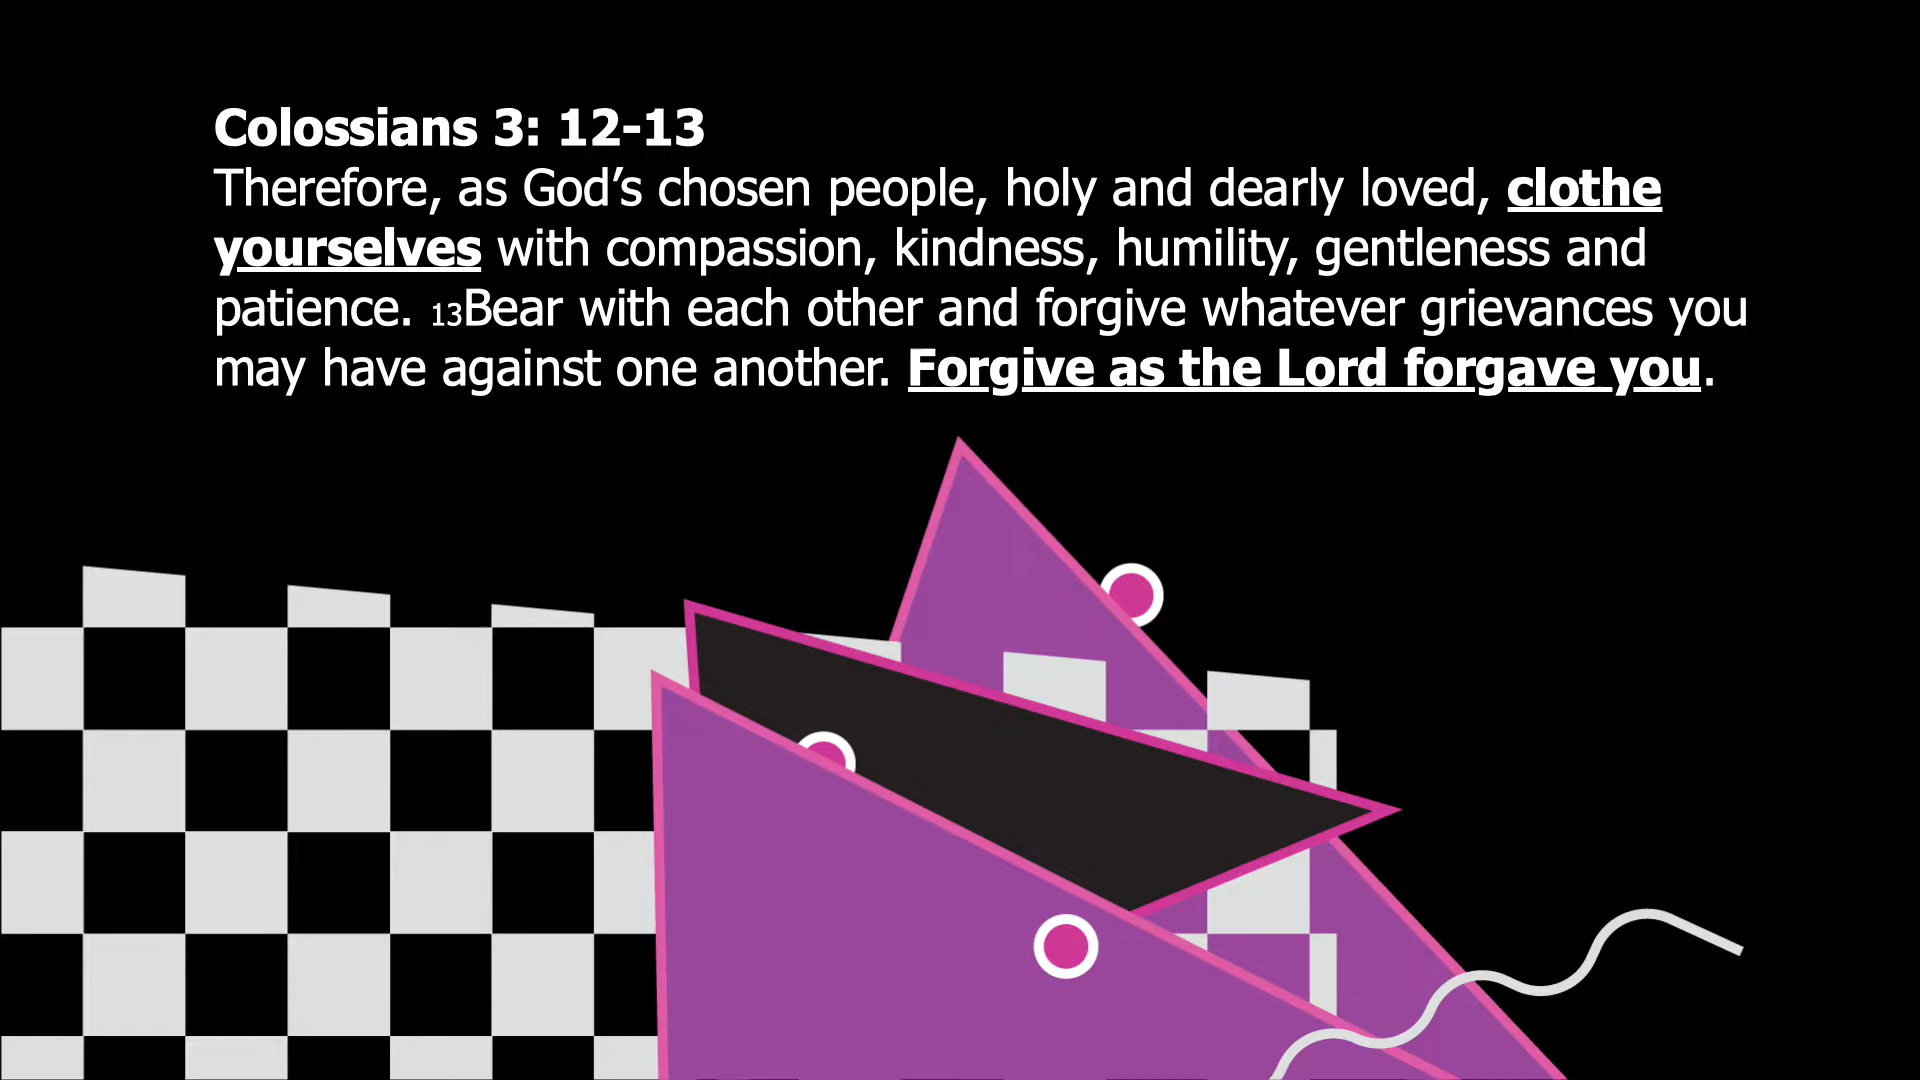 Colossians 3: 12-13
Therefore, as God’s chosen people, holy and dearly loved, clothe
yourselves with compassion, kindness, humility, gentleness and
patience. 13Bear with each other and forgive whatever grievances you
may have against one another. Forgive as the Lord forgave you.